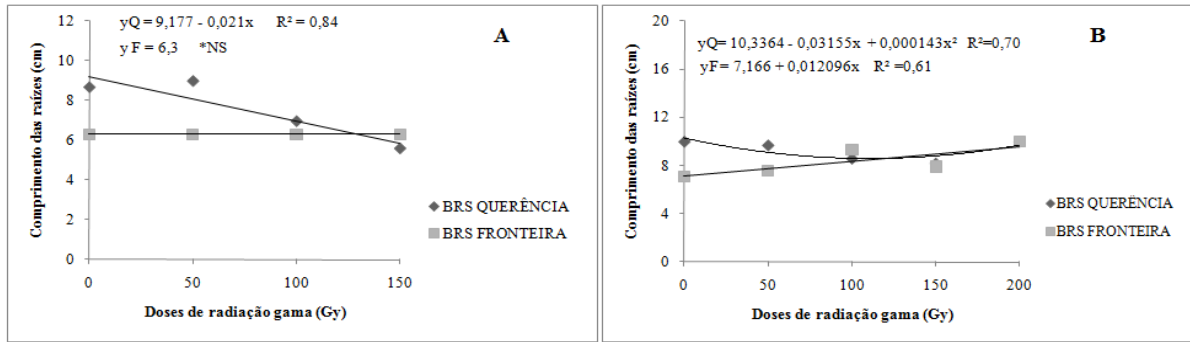 yQ = 9,177 - 0,021x R² = 0,84
y F = 6,3 *NS
A
Comprimento das raízes (cm)
12
10
8
6
4
2
0
0 50 100 150
Doses de radiação gama (Gy)
BRS QUERÊNCIA
BRS FRONTEIRA
B
yQ= 10,3364 - 0,03155x + 0,000143x² R²=0,70
yF= 7,166 + 0,012096x R² =0,61
Comprimento das raízes (cm)
20
16
12
8
4
0
0 50 100 150 200
Doses de radiação gama (Gy)
BRS QUERÊNCIA
BRS FRONTEIRA